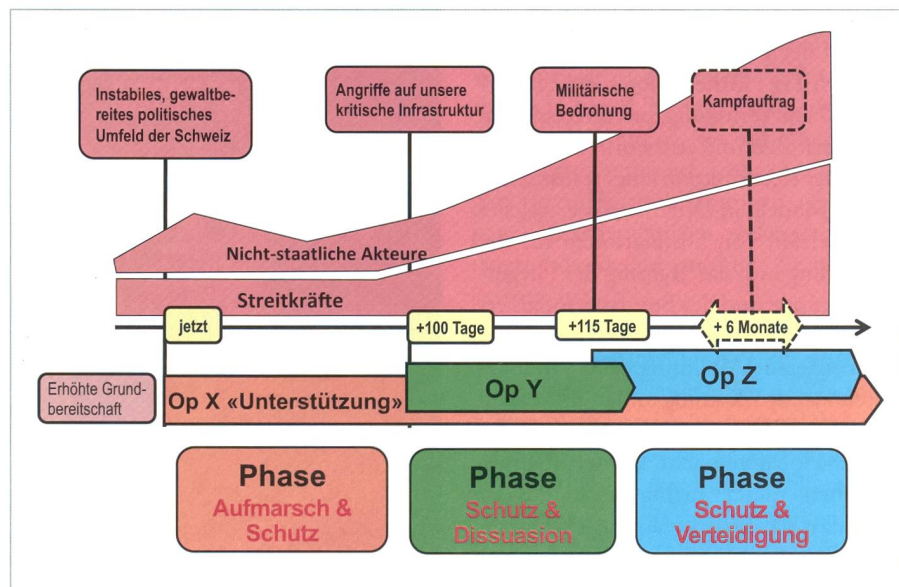 Instabiles, gewaltbe-
reites politisches
Umfeld der Schweiz
Angriffe auf unsere
kritische Infrastruktur
Militärische
Bedrohung
Kampfauftrag
Nicht-staatliche Akteure
Streitkräfte
jetzt
+100 Tage
+115 Tage
+ 6 Monate
Erhöhte Grund-
bereitschaft
Op X «Unterstützung»
Op Y
Op Z
Phase
Aufmarsch &
Schutz
Phase
Schutz &
Dissuasion
Phase
Schutz &
Verteidigung